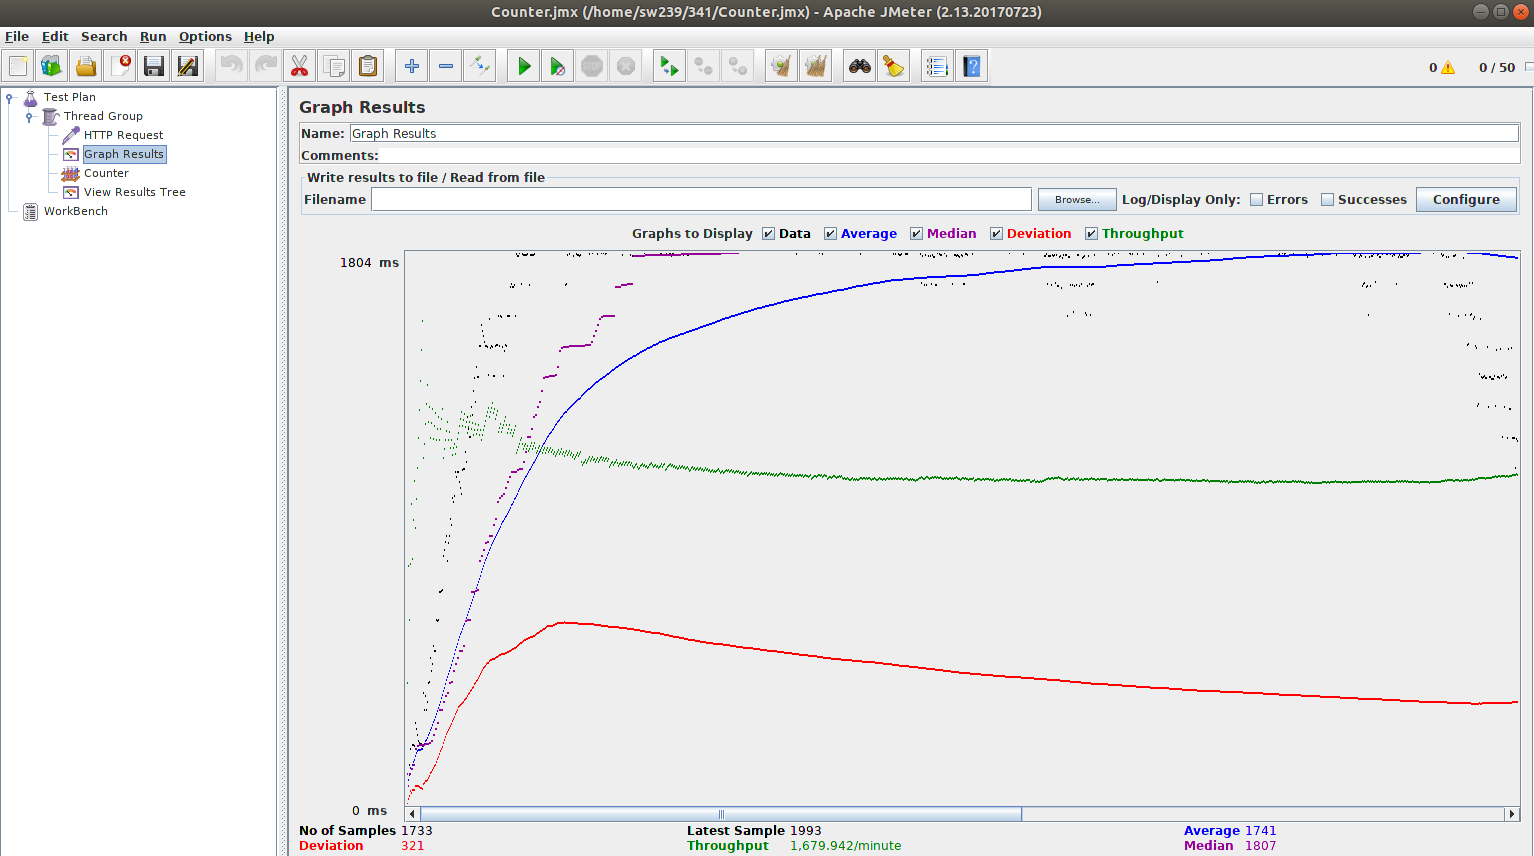 Counter.jmx (/home/sw239/341/Counter.jmx) - Apache JMeter (2.13.20170723)
File Edit Search Run Options Help
0 0 / 50
Test Plan
Thread Group
HTTP Request
Graph Results
Counter
View Results Tree
WorkBench
Graph Results
Name: Graph Results
Comments:
Write results to file / Read from file
Filename Browse... Log/Display Only: Errors Successes Configure
Graphs to Display Data Average Median Deviation Throughput
1804 ms
0 ms
No of Samples 1733 Latest Sample 1993 Average 1741
Deviation 321 Throughput 1,679.942/minute Median 1807